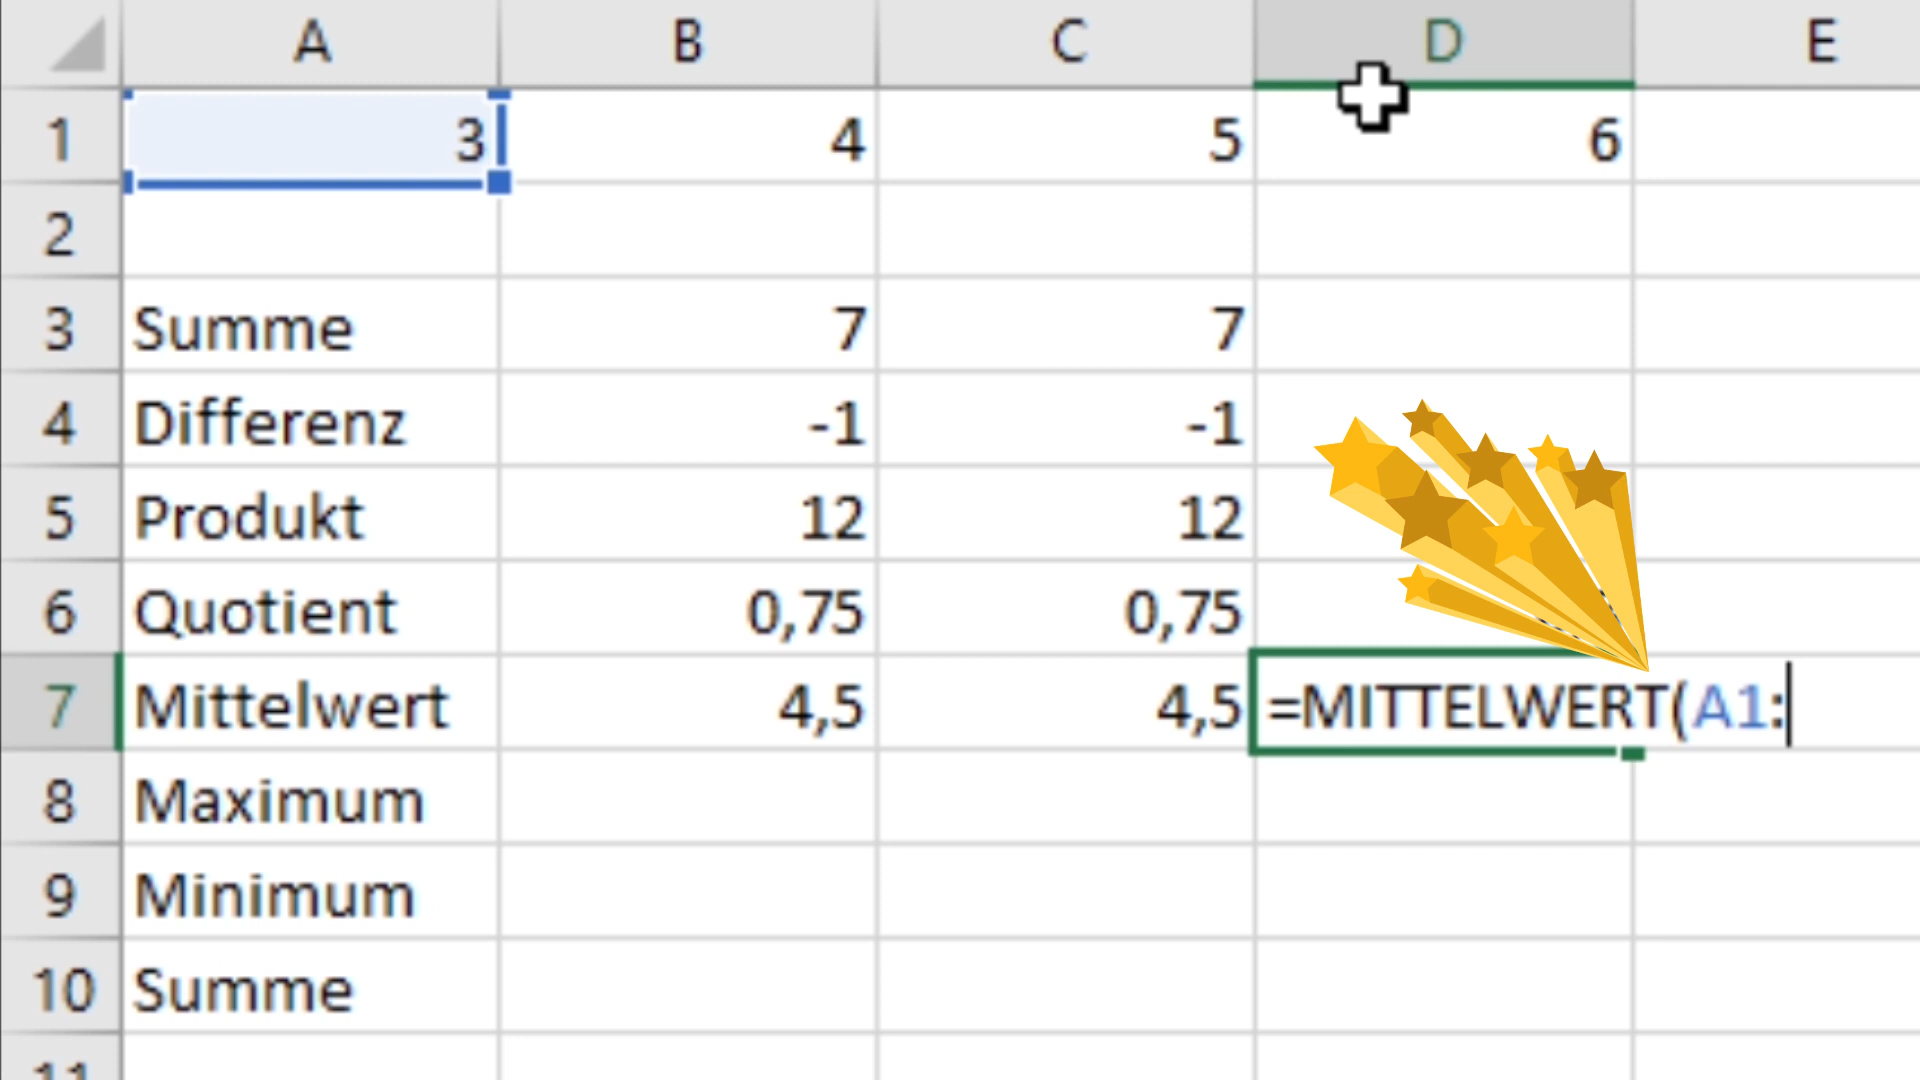 A B C D E
1 3 4 5 6
2
3 Summe 7 7
4 Differenz -1 -1
5 Produkt 12 12
6 Quotient 0,75 0,75
7 Mittelwert 4,5 4,5 =MITTELWERT(A1:
8 Maximum
9 Minimum
10 Summe
11